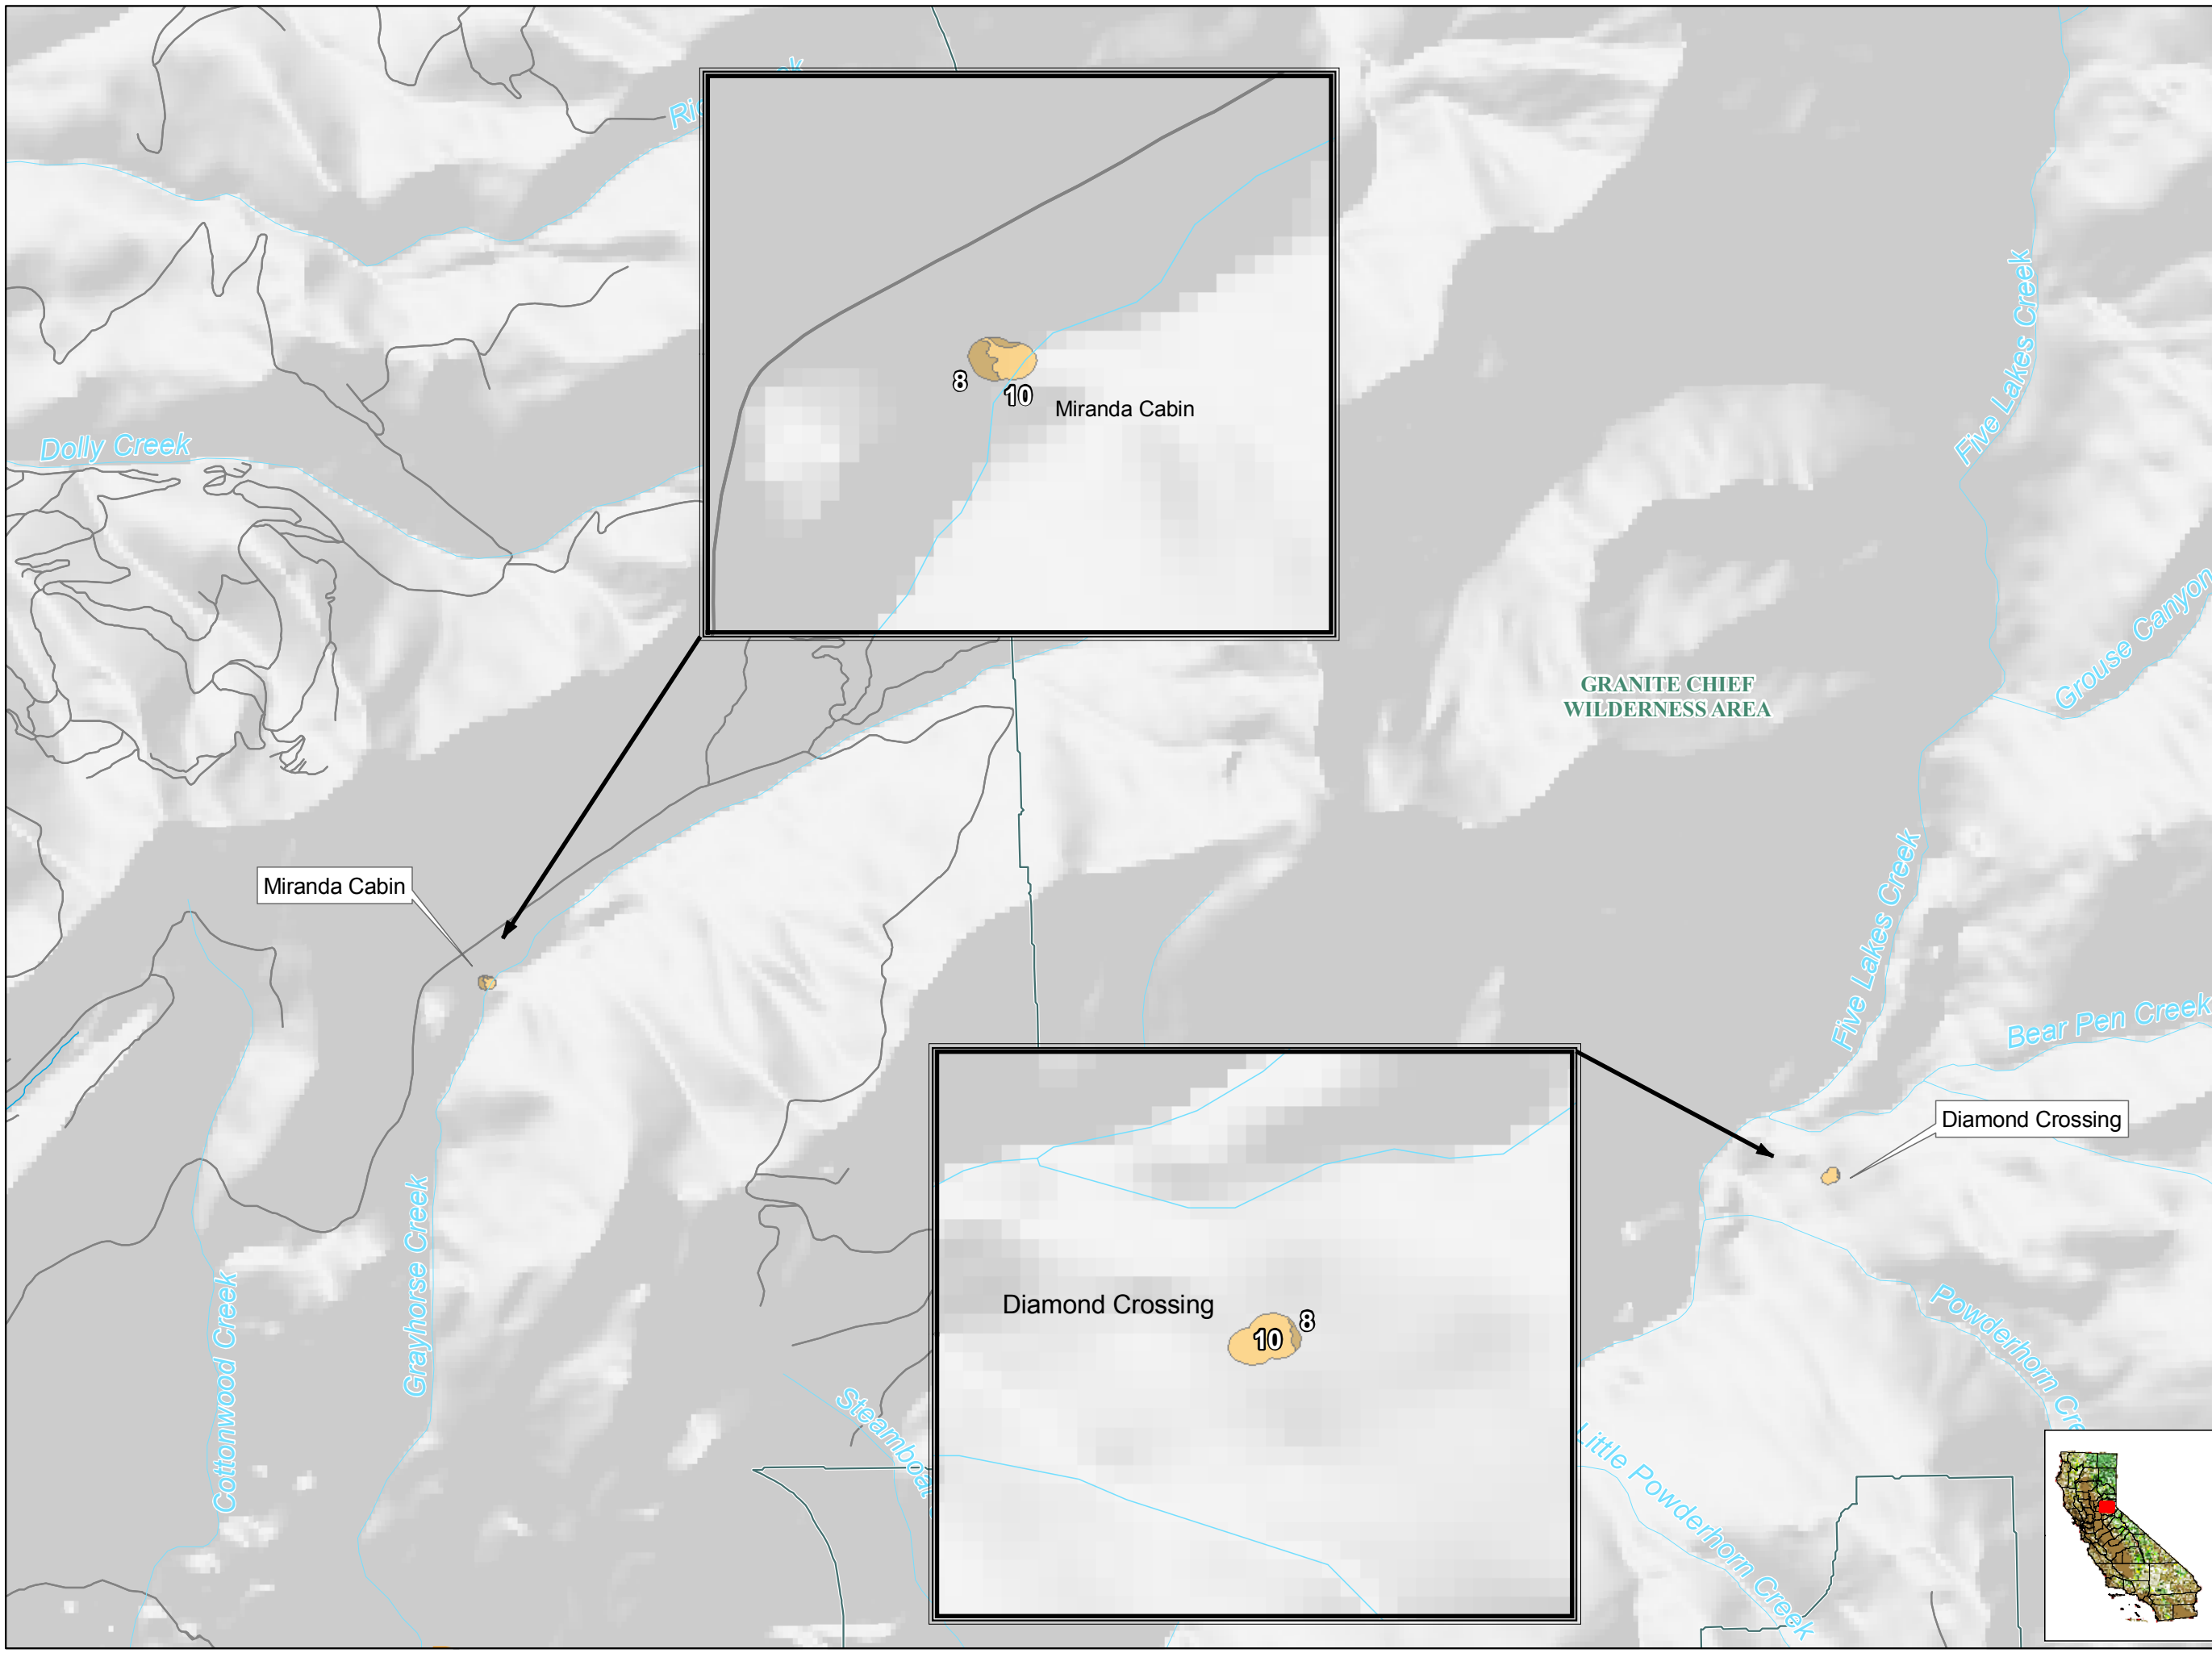 Five Lakes Creek
Dolly Creek
8
10
Miranda Cabin
Grouse Canyon
GRANITE CHIEF
WILDERNESS AREA
Miranda Cabin
Five Lakes Creek
Bear Pen Creek
Diamond Crossing
Grayhorse Creek
Cottonwood Creek
Diamond Crossing
10
8
Powderhorn Cre
Steamboat
Little Powderhorn Creek